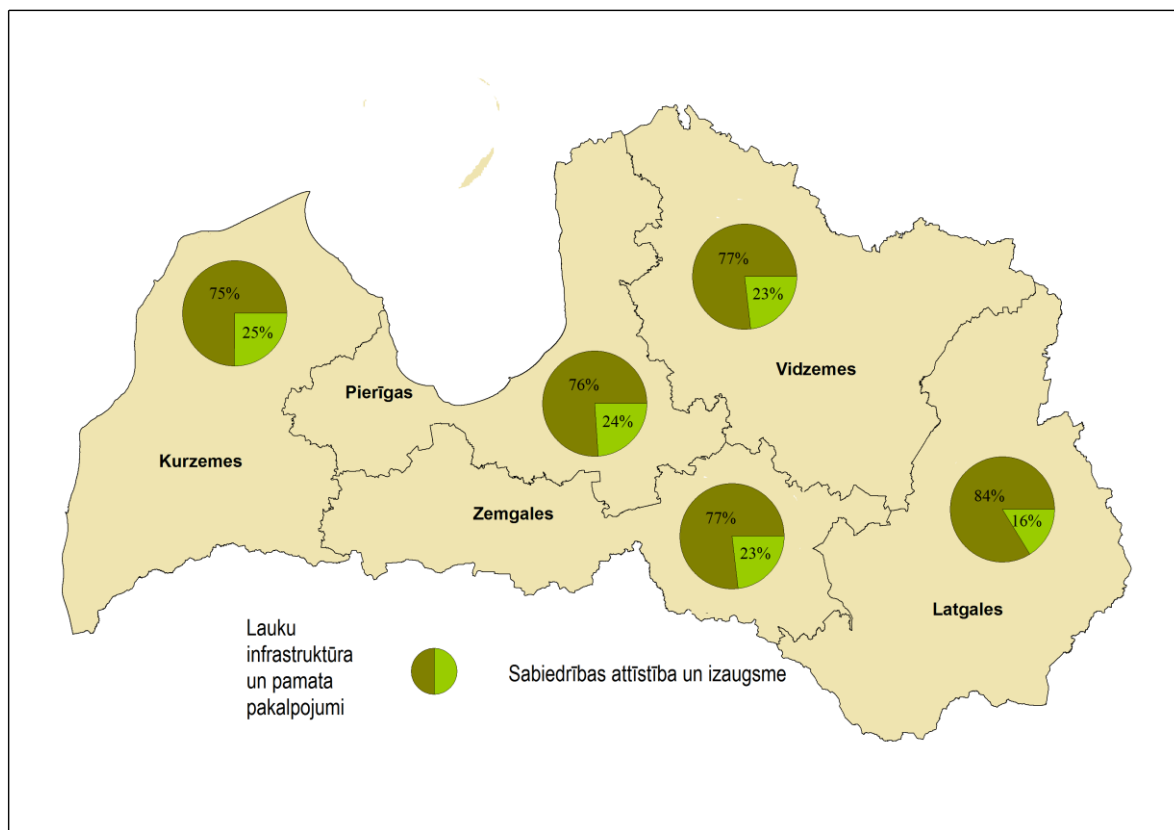 77%
23%
75%
25%
Vidzemes
76%
24%
Pierīgas
Kurzemes
84%
16%
Zemgales
77%
23%
Latgales
Lauku
infrastruktūra
un pamata
pakalpojumi
Sabiedrības attīstība un izaugsme